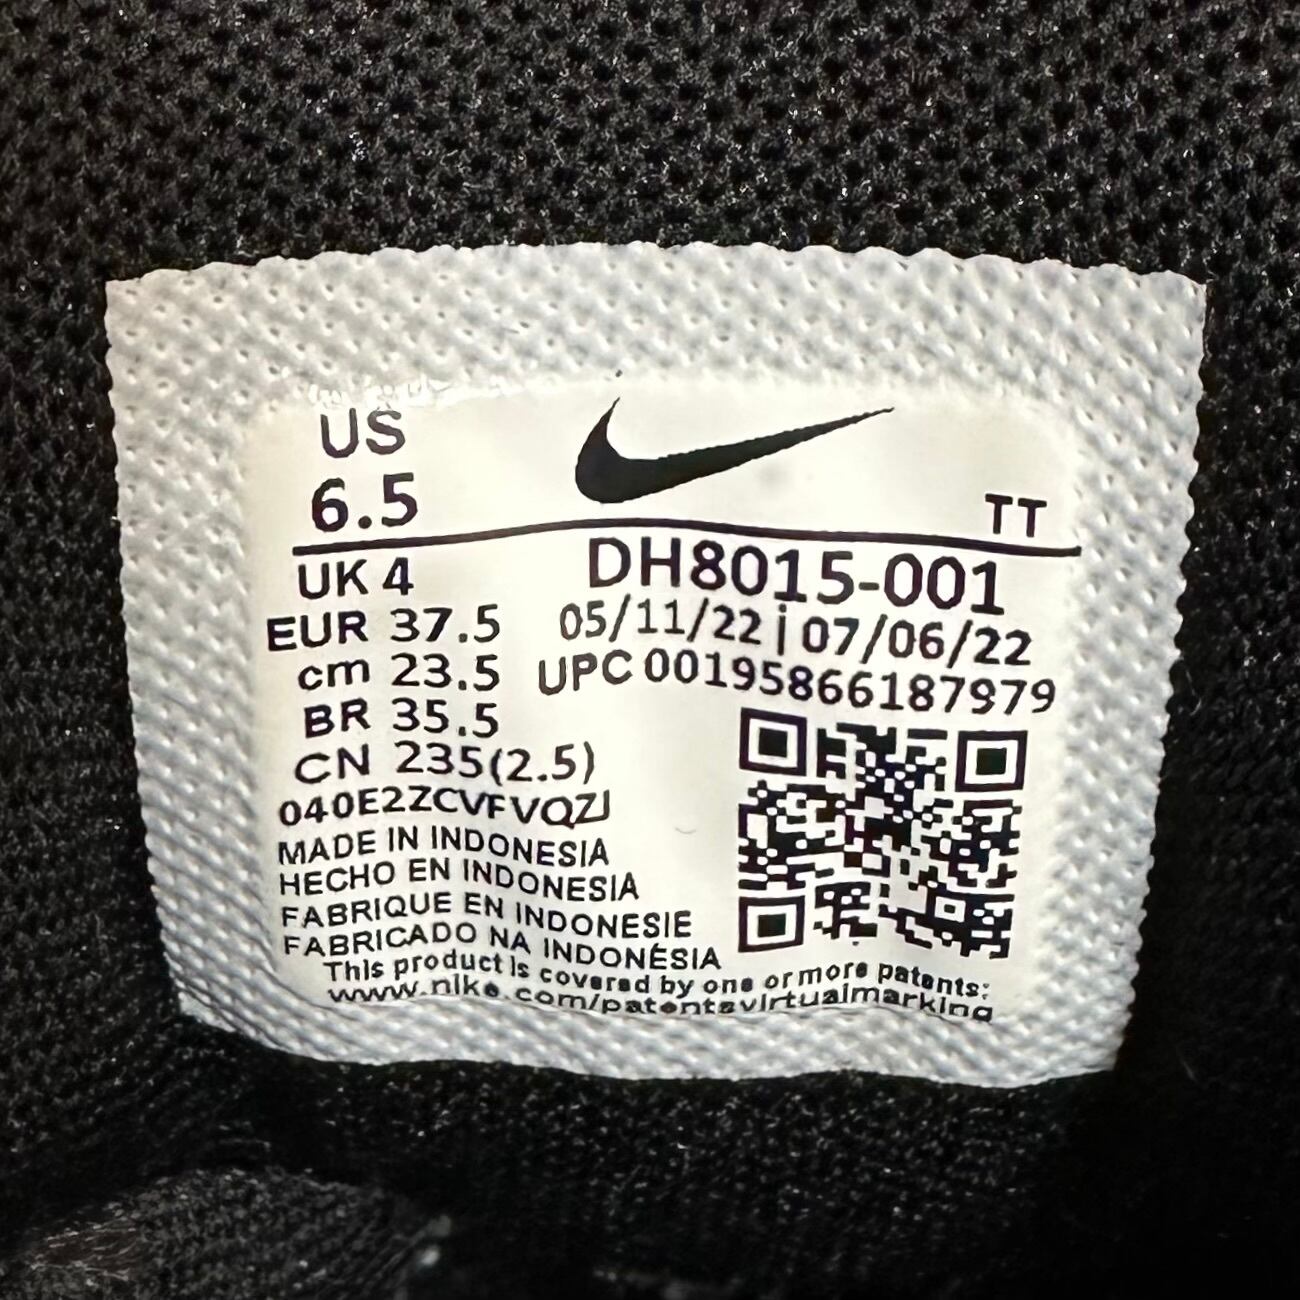 US
6.5
TT
UK 4
DH8015-001
EUR 37.5
05/11/22 | 07/06/22
cm 23.5
UPC 00195866187979
BR 35.5
CN 235(2.5)
040E2ZCVFVQZJ
MADE IN INDONESIA
HECHO EN INDONESIA
FABRIQUE EN INDONESIE
FABRICADO NA INDONÉSIA
This product is covered by one or more patents:
www.nike.com/patentsvirtualmarking